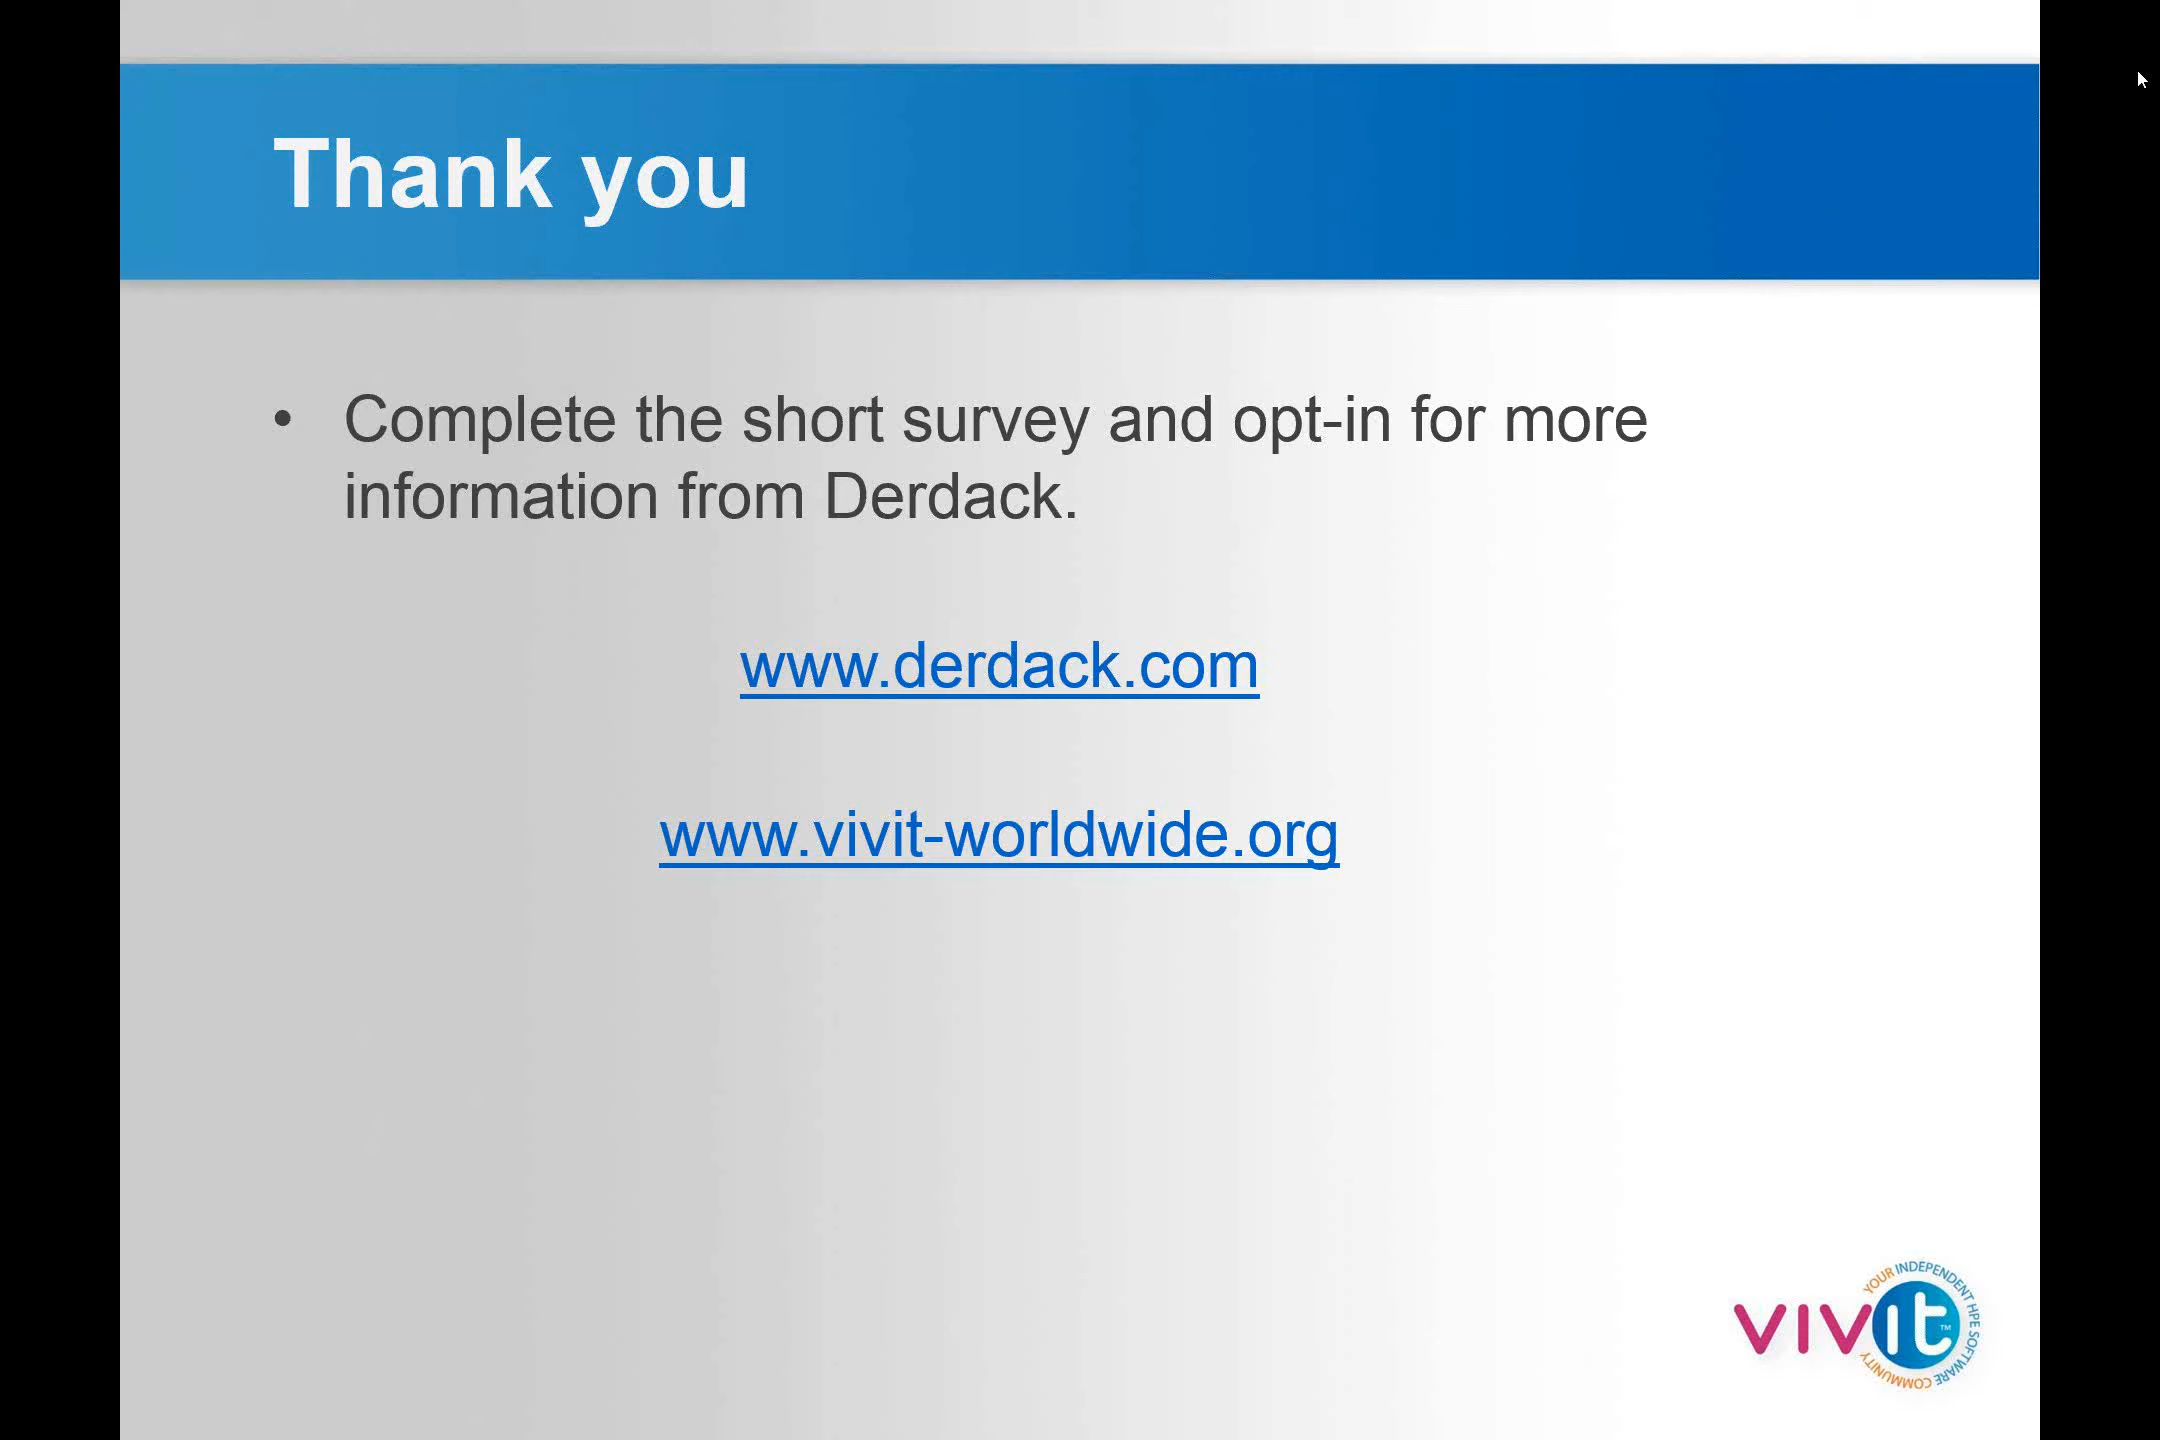 Thank you
• Complete the short survey and opt-in for more
information from Derdack.
www.derdack.com
www.vivit-worldwide.org
vivit™
YOUR INDEPENDENT HPE SOFTWARE COMMUNITY